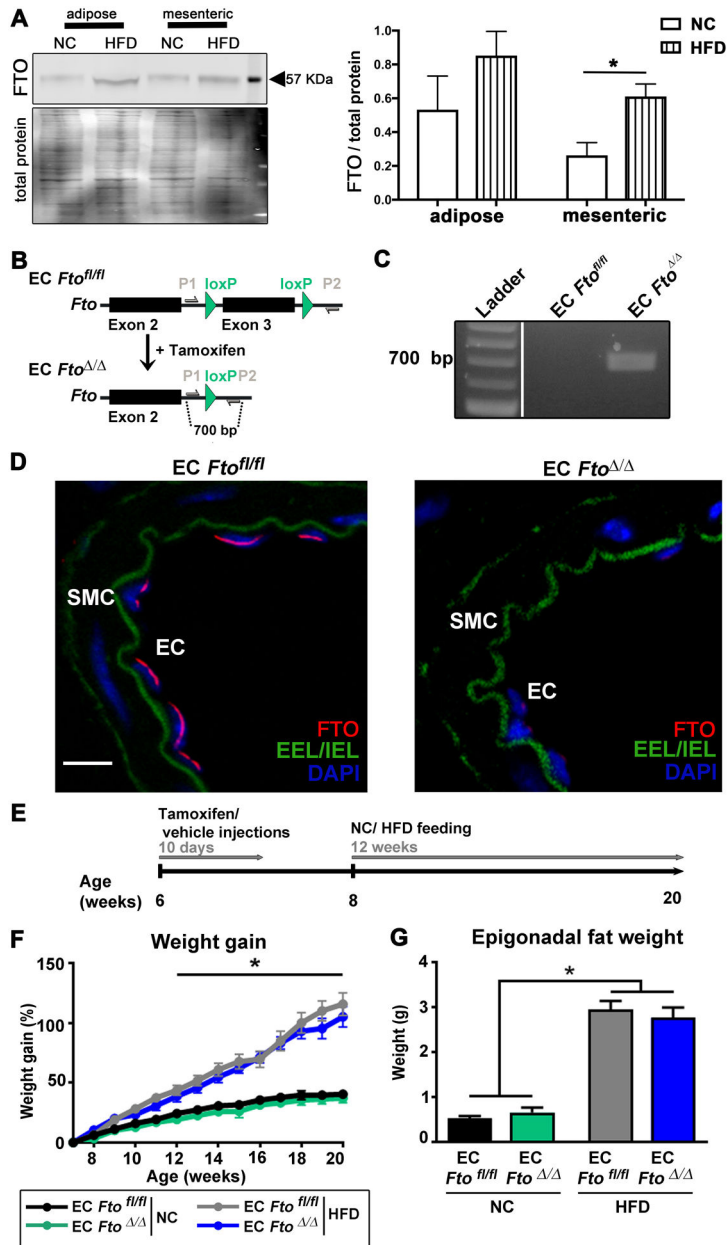 A
adipose mesenteric
NC HFD NC HFD
FTO
57 KDa
total protein
NC
HFD
*
FTO / total protein
1.0
0.8
0.6
0.4
0.2
0.0
adipose mesenteric
B
EC Fto fl/fl
P1 loxP loxP P2
Fto
Exon 2 Exon 3
+ Tamoxifen
EC Fto Δ/Δ
P1 loxP P2
Fto
Exon 2
700 bp
C
Ladder EC Fto fl/fl EC Fto Δ/Δ
700 bp
D
EC Fto fl/fl EC Fto Δ/Δ
SMC
EC
FTO
EEL/IEL
DAPI
SMC
EC
FTO
EEL/IEL
DAPI
E
Tamoxifen/
vehicle injections
10 days
NC/ HFD feeding
12 weeks
Age
(weeks)
6 8 20
F
Weight gain
*
Weight gain (%)
150
100
50
0
8 10 12 14 16 18 20
Age (weeks)
EC Fto fl/fl
EC Fto Δ/Δ
NC
EC Fto fl/fl
EC Fto Δ/Δ
HFD
G
Epigonadal fat weight
*
Weight (g)
4
3
2
1
0
EC EC EC EC
Fto fl/fl Fto Δ/Δ Fto fl/fl Fto Δ/Δ
NC HFD